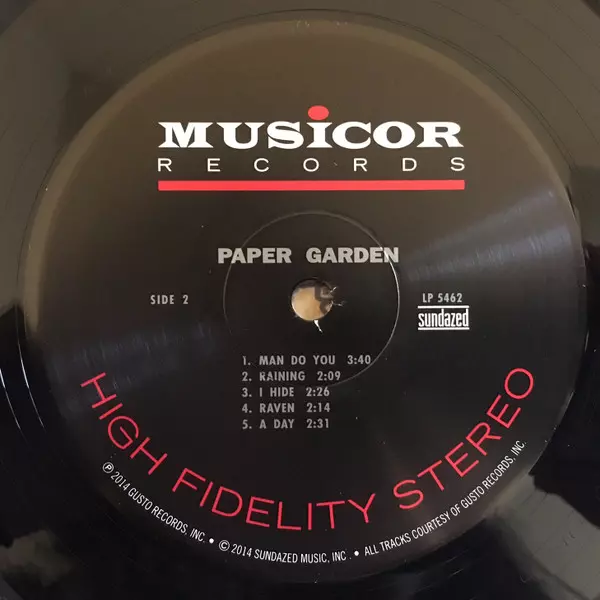 MUSiCOR
RECORDS
PAPER GARDEN
SIDE 2
LP 5462
sundazed
1. MAN DO YOU 3:40
2. RAINING 2:09
3. I HIDE 2:26
4. RAVEN 2:14
5. A DAY 2:31
HIGH FIDELITY STEREO
℗ 2014 GUSTO RECORDS, INC. • © 2014 SUNDAZED MUSIC, INC. • ALL TRACKS COURTESY OF GUSTO RECORDS, INC.